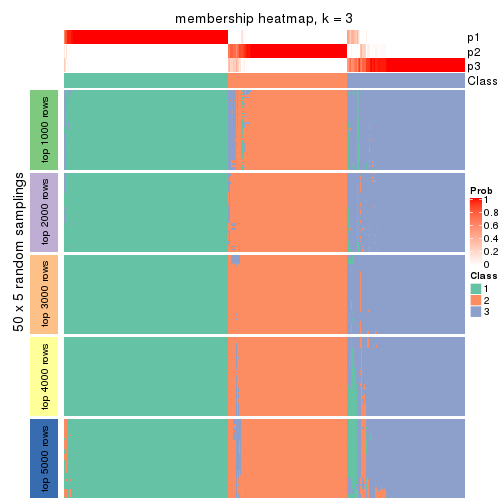 membership heatmap, k = 3
p1
p2
p3
Class
50 x 5 random samplings
top 1000 rows
top 2000 rows
top 3000 rows
top 4000 rows
top 5000 rows
Prob
1
0.8
0.6
0.4
0.2
0
Class
1
2
3